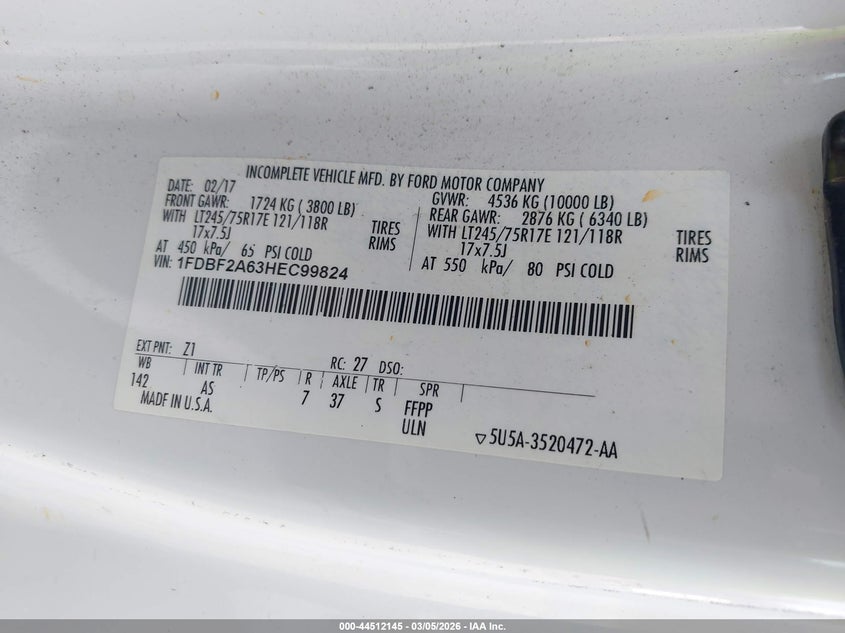 INCOMPLETE VEHICLE MFD. BY FORD MOTOR COMPANY
DATE: 02/17 GVWR: 4536 KG (10000 LB)
FRONT GAWR: 1724 KG ( 3800 LB) REAR GAWR: 2876 KG ( 6340 LB)
WITH LT245/75R17E 121/118R TIRES WITH LT245/75R17E 121/118R TIRES
17x7.5J RIMS 17x7.5J RIMS
AT 450 kPa/ 65 PSI COLD AT 550 kPa/ 80 PSI COLD
VIN: 1FDBF2A63HEC99824
EXT PNT: Z1 RC: 27 DSO:
WB INT TR TP/PS R AXLE TR SPR
142 AS 7 37 S FFPP
MADE IN U.S.A. ULN ▽5U5A-3520472-AA
000-44512145 | 03/05/2026 | IAA Inc.